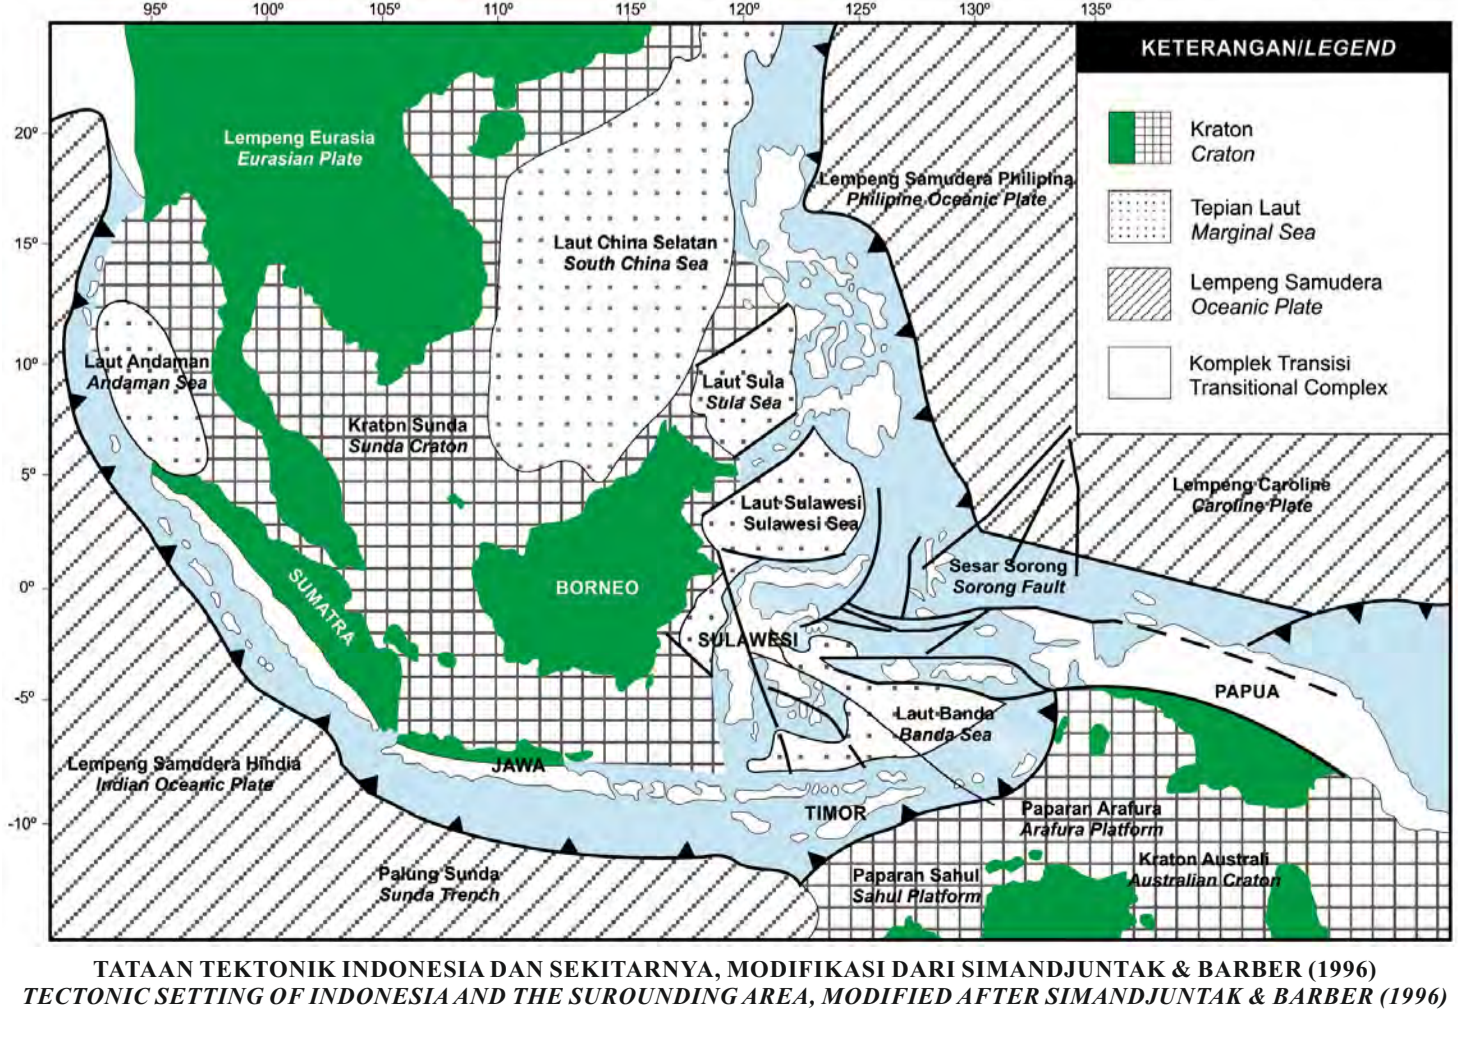 95º 100º 105º 110º 115º 120º 125º 130º 135º
KETERANGAN/LEGEND
Kraton
Craton
Tepian Laut
Marginal Sea
Lempeng Samudera
Oceanic Plate
Komplek Transisi
Transitional Complex
20º
15º
10º
5º
0º
-5º
-10º
Lempeng Eurasia
Eurasian Plate
Lempeng Samudera Philipina
Philipine Oceanic Plate
Laut China Selatan
South China Sea
Laut Andaman
Andaman Sea
Laut Sula
Sula Sea
Kraton Sunda
Sunda Craton
Laut Sulawesi
Sulawesi Sea
Lempeng Caroline
Caroline Plate
Sesar Sorong
Sorong Fault
SUMATRA
BORNEO
SULAWESI
PAPUA
Laut Banda
Banda Sea
Lempeng Samudera Hindia
Indian Oceanic Plate
JAWA
TIMOR
Paparan Arafura
Arafura Platform
Palung Sunda
Sunda Trench
Paparan Sahul
Sahul Platform
Kraton Australi
Australian Craton
TATAAN TEKTONIK INDONESIA DAN SEKITARNYA, MODIFIKASI DARI SIMANDJUNTAK & BARBER (1996)
TECTONIC SETTING OF INDONESIA AND THE SUROUNDING AREA, MODIFIED AFTER SIMANDJUNTAK & BARBER (1996)